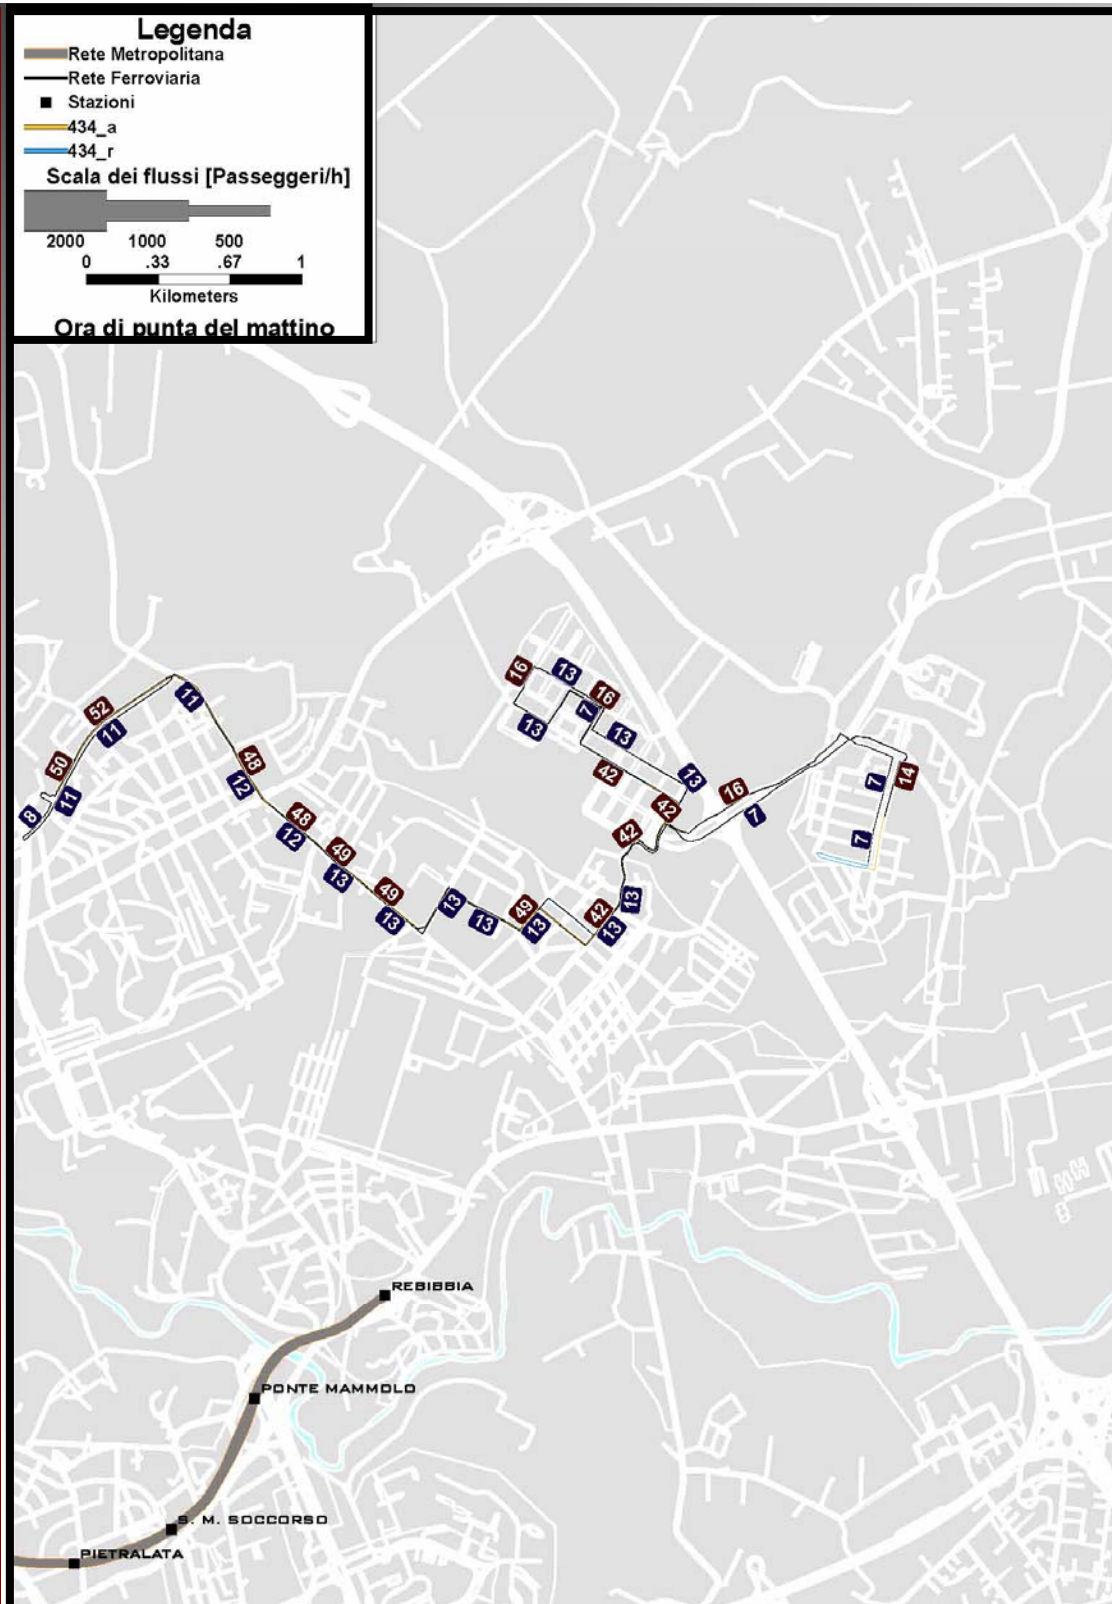 Legenda
Rete Metropolitana
Rete Ferroviaria
Stazioni
434_a
434_r
Scala dei flussi [Passeggeri/h]
2000 1000 500
0 .33 .67 1
Kilometers
Ora di punta del mattino
16
13
16
7
13
13
42
13
42
16
7
7
14
7
42
13
42
13
49
13
13
13
49
13
49
13
48
12
48
12
11
52
11
50
11
8
REBIBBIA
PONTE MAMMOLO
S. M. SOCCORSO
PIETRALATA